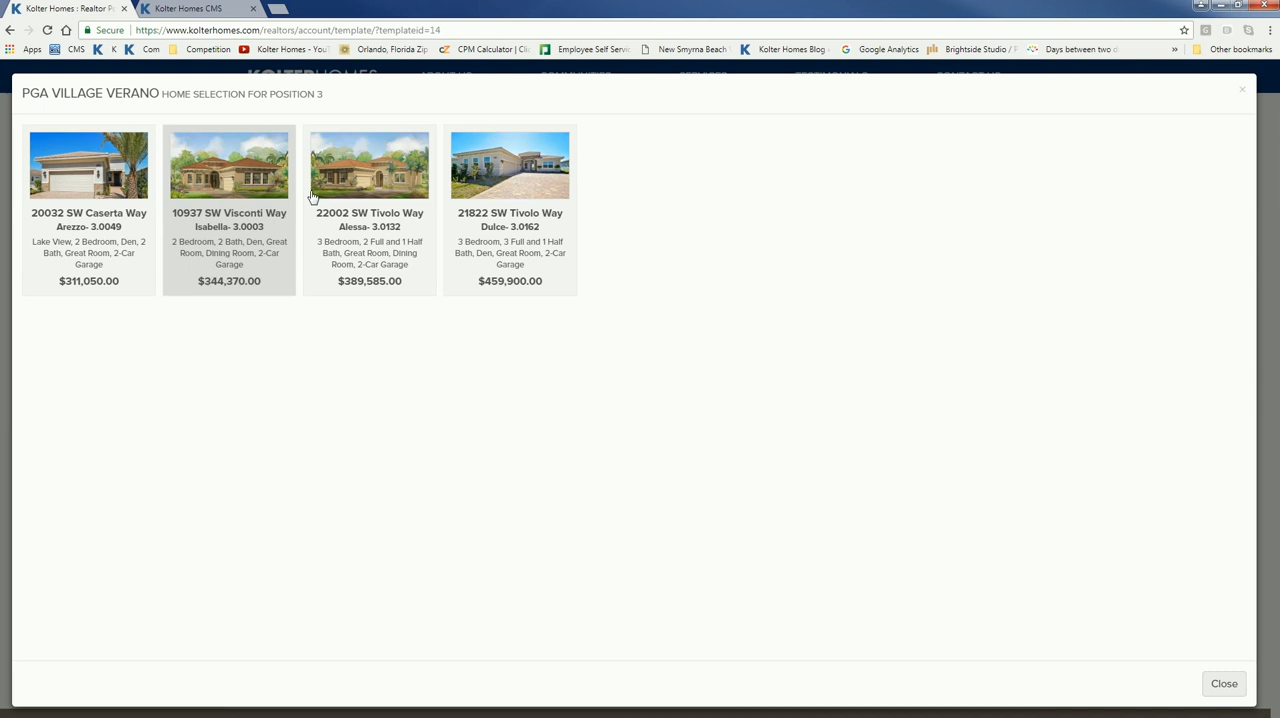 Kolter Homes : Realtor Po
Kolter Homes CMS
Secure
https://www.kolterhomes.com/realtors/account/template/?templateid=14
Apps
CMS
K
Com
Competition
Kolter Homes - You
Orlando, Florida Zip
CPM Calculator | Clic
Employee Self Servic
New Smyrna Beach
Kolter Homes Blog
Google Analytics
Brightside Studio / P
Days between two d
»
Other bookmarks
PGA VILLAGE VERANO HOME SELECTION FOR POSITION 3
×
20032 SW Caserta Way
Arezzo- 3.0049
Lake View, 2 Bedroom, Den, 2
Bath, Great Room, 2-Car
Garage
$311,050.00
10937 SW Visconti Way
Isabella- 3.0003
2 Bedroom, 2 Bath, Den, Great
Room, Dining Room, 2-Car
Garage
$344,370.00
22002 SW Tivolo Way
Alessa- 3.0132
3 Bedroom, 2 Full and 1 Half
Bath, Great Room, Dining
Room, 2-Car Garage
$389,585.00
21822 SW Tivolo Way
Dulce- 3.0162
3 Bedroom, 3 Full and 1 Half
Bath, Den, Great Room, 2-Car
Garage
$459,900.00
Close